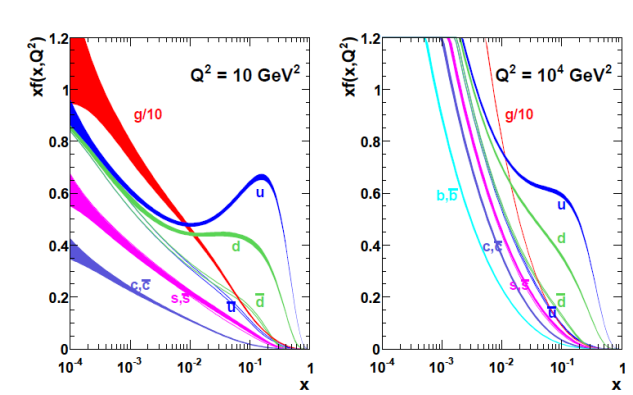 xf(x,Q²)
1.2
1
0.8
0.6
0.4
0.2
0
Q² = 10 GeV²
g/10
u
d
c,c̅
s,s̅
u̅
d̅
10⁻⁴
10⁻³
10⁻²
10⁻¹
1
x
xf(x,Q²)
1.2
1
0.8
0.6
0.4
0.2
0
Q² = 10⁴ GeV²
g/10
b,b̅
u
d
c,c̅
s,s̅
d̅
u̅
10⁻⁴
10⁻³
10⁻²
10⁻¹
1
x